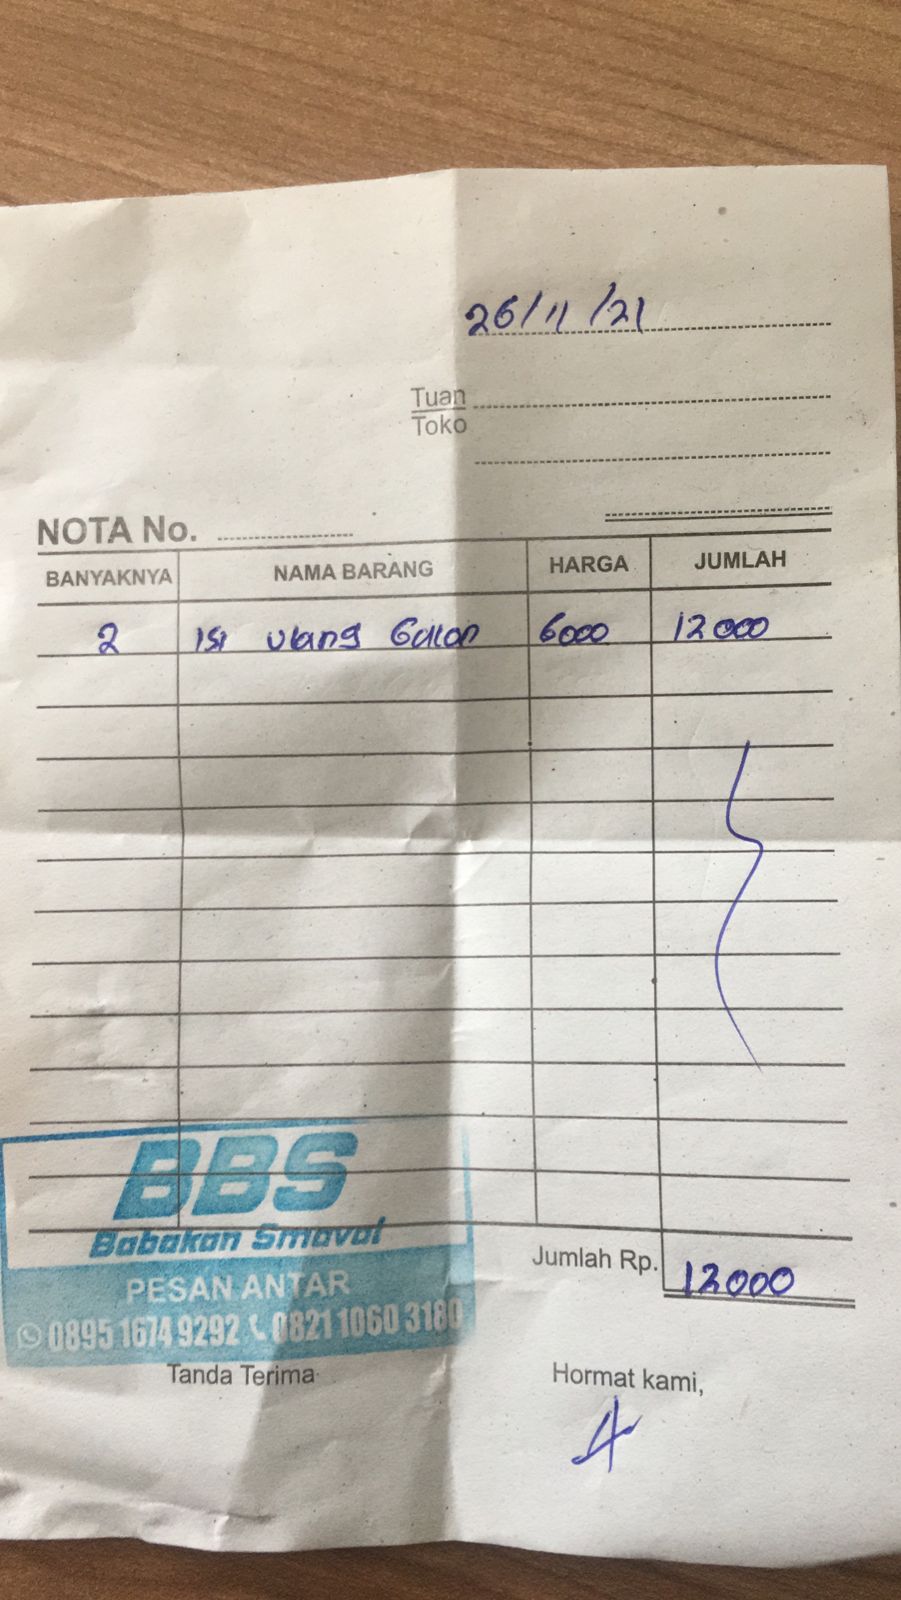 26/11/21
Tuan
Toko
NOTA No.
BANYAKNYA NAMA BARANG HARGA JUMLAH
2 isi ulang Galon 6000 12000
BBS
Babakan Smavol
PESAN ANTAR
0895 1674 9292 0821 1060 3180
Jumlah Rp. 12000
Tanda Terima Hormat kami,